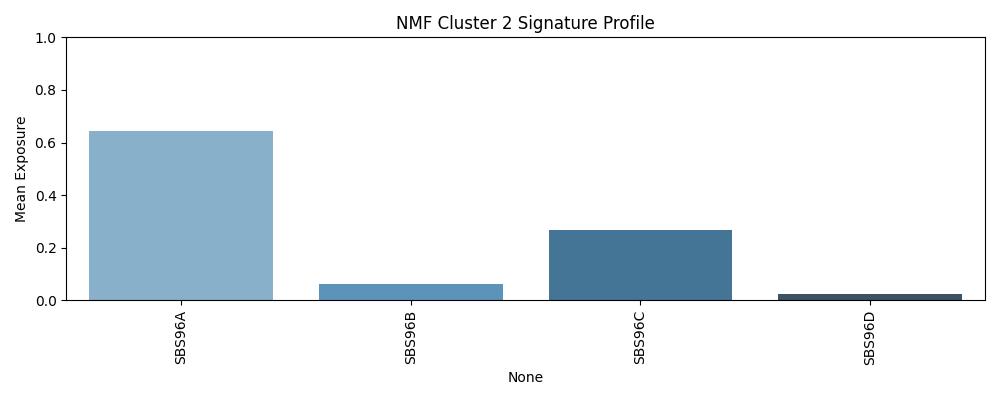 NMF Cluster 2 Signature Profile
Mean Exposure
1.0
0.8
0.6
0.4
0.2
0.0
SBS96A
SBS96B
SBS96C
SBS96D
None